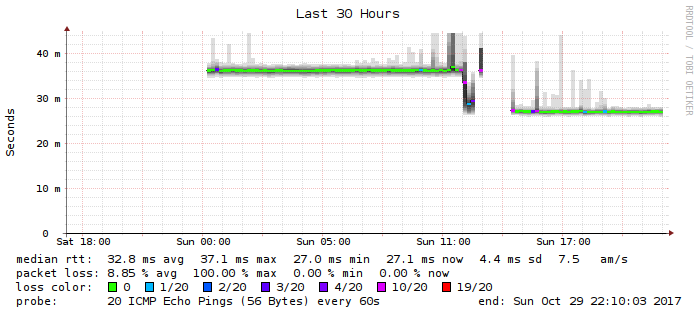 Last 30 Hours
RRDTOOL / TOBI OETIKER
Seconds
40 m
30 m
20 m
10 m
0
Sat 18:00 Sun 00:00 Sun 05:00 Sun 11:00 Sun 17:00
median rtt: 32.8 ms avg 37.1 ms max 27.0 ms min 27.1 ms now 4.4 ms sd 7.5 am/s
packet loss: 8.85 % avg 100.00 % max 0.00 % min 0.00 % now
loss color: 0 1/20 2/20 3/20 4/20 10/20 19/20
probe: 20 ICMP Echo Pings (56 Bytes) every 60s end: Sun Oct 29 22:10:03 2017